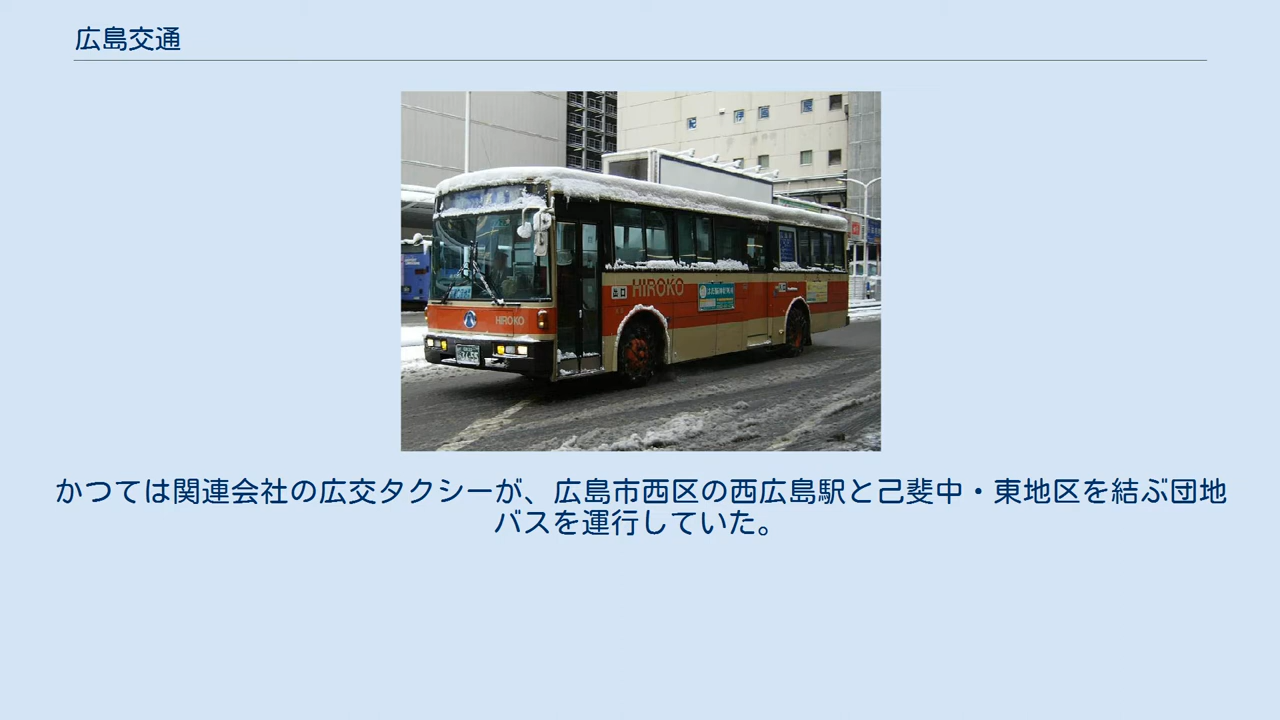 広島交通
出口
HIROKO
HIROKO
かつては関連会社の広交タクシーが、広島市西区の西広島駅と己斐中・東地区を結ぶ団地
バスを運行していた。